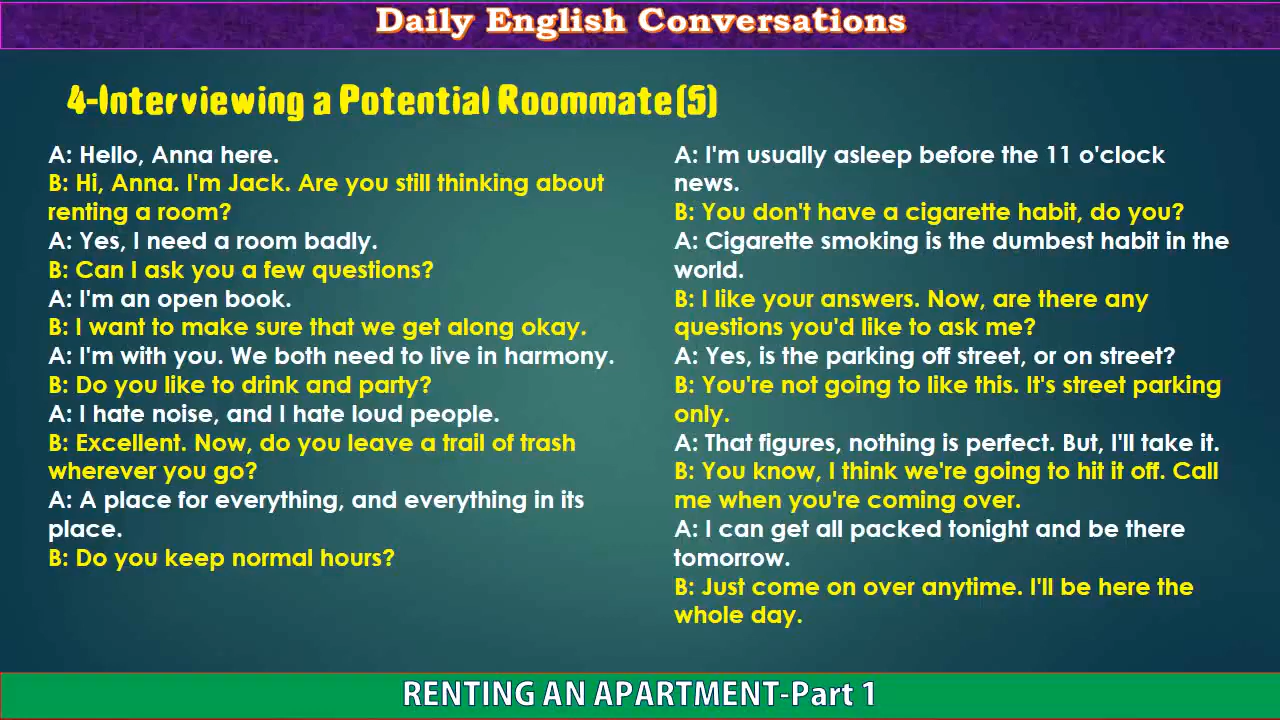 Daily English Conversations
4-Interviewing a Potential Roommate(5)
A: Hello, Anna here.
B: Hi, Anna. I'm Jack. Are you still thinking about
renting a room?
A: Yes, I need a room badly.
B: Can I ask you a few questions?
A: I'm an open book.
B: I want to make sure that we get along okay.
A: I'm with you. We both need to live in harmony.
B: Do you like to drink and party?
A: I hate noise, and I hate loud people.
B: Excellent. Now, do you leave a trail of trash
wherever you go?
A: A place for everything, and everything in its
place.
B: Do you keep normal hours?
A: I'm usually asleep before the 11 o'clock
news.
B: You don't have a cigarette habit, do you?
A: Cigarette smoking is the dumbest habit in the
world.
B: I like your answers. Now, are there any
questions you'd like to ask me?
A: Yes, is the parking off street, or on street?
B: You're not going to like this. It's street parking
only.
A: That figures, nothing is perfect. But, I'll take it.
B: You know, I think we're going to hit it off. Call
me when you're coming over.
A: I can get all packed tonight and be there
tomorrow.
B: Just come on over anytime. I'll be here the
whole day.
RENTING AN APARTMENT-Part 1